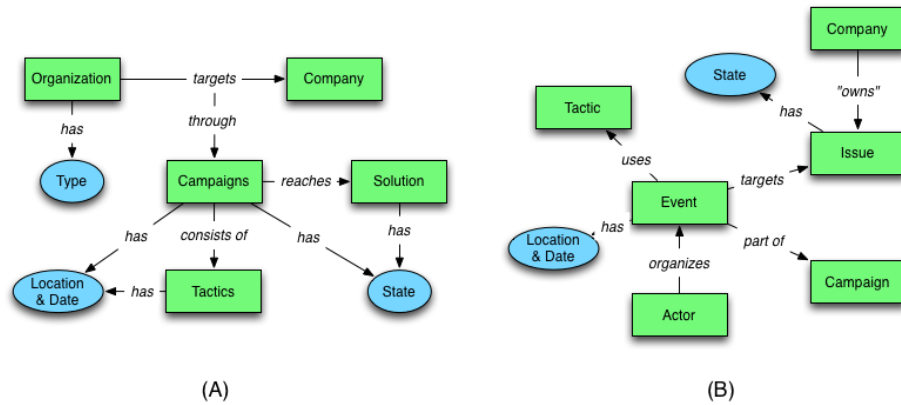 Organization
targets
Company
through
has
Type
Campaigns
reaches
Solution
has
consists of
has
has
Location
& Date
has
Tactics
State
(A)
Company
State
"owns"
has
Tactic
Issue
uses
targets
Event
Location
& Date
has
part of
organizes
Campaign
Actor
(B)